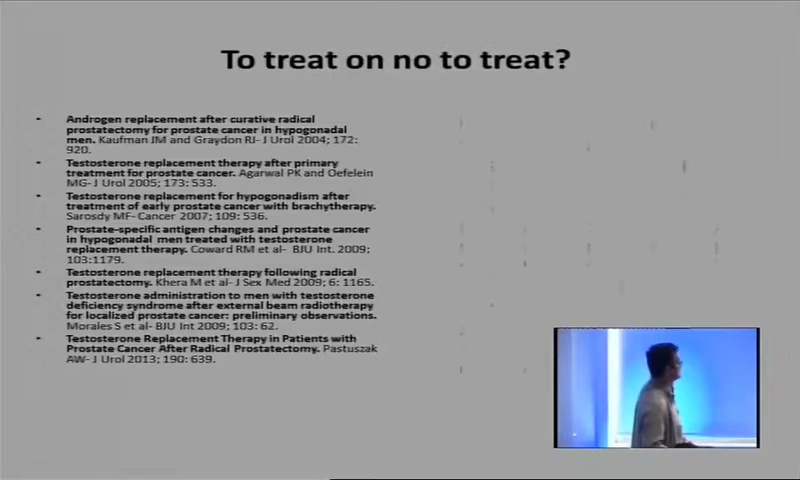 To treat on no to treat?
• Androgen replacement after curative radical
prostatectomy for prostate cancer in hypogonadal
men. Kaufman JM and Graydon RJ- J Urol 2004; 172:
920.
• Testosterone replacement therapy after primary
treatment for prostate cancer. Agarwal PK and Oefelein
MG- J Urol 2005; 173: 533.
• Testosterone replacement for hypogonadism after
treatment of early prostate cancer with brachytherapy.
Sarosdy MF- Cancer 2007; 109: 536.
• Prostate-specific antigen changes and prostate cancer
in hypogonadal men treated with testosterone
replacement therapy. Coward RM et al- BJU Int. 2009;
103:1179.
• Testosterone replacement therapy following radical
prostatectomy. Khera M et al- J Sex Med 2009; 6: 1165.
• Testosterone administration to men with testosterone
deficiency syndrome after external beam radiotherapy
for localized prostate cancer: preliminary observations.
Morales S et al- BJU Int 2009; 103: 62.
• Testosterone Replacement Therapy in Patients with
Prostate Cancer After Radical Prostatectomy. Pastuszak
AW- J Urol 2013; 190: 639.